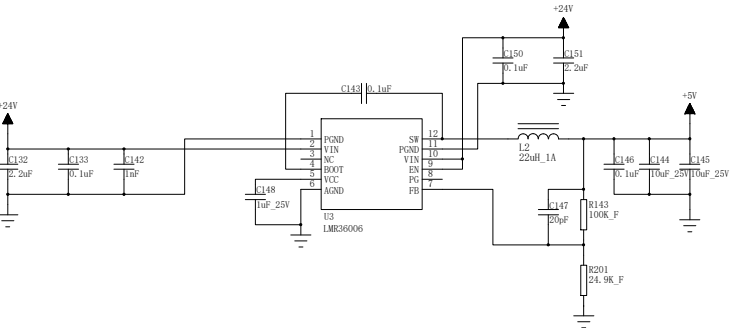 +24V
C150
0.1uF
C151
2.2uF
C143
0.1uF
+5V
+24V
1
PGND
SW
12
2
VIN
PGND
11
3
NC
VIN
10
4
BOOT
EN
9
5
VCC
PG
8
6
AGND
FB
7
U3
LMR36006
L2
22uH_1A
C132
2.2uF
C133
0.1uF
C142
1nF
C148
1uF_25V
C146
0.1uF
C144
10uF_25V
C145
10uF_25V
C147
20pF
R143
100K_F
R201
24.9K_F